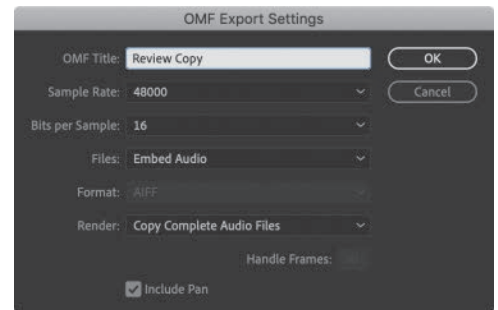 OMF Export Settings
OMF Title: Review Copy
OK
Sample Rate: 48000
Cancel
Bits per Sample: 16
Files: Embed Audio
Format: AIFF
Render: Copy Complete Audio Files
Handle Frames:
Include Pan